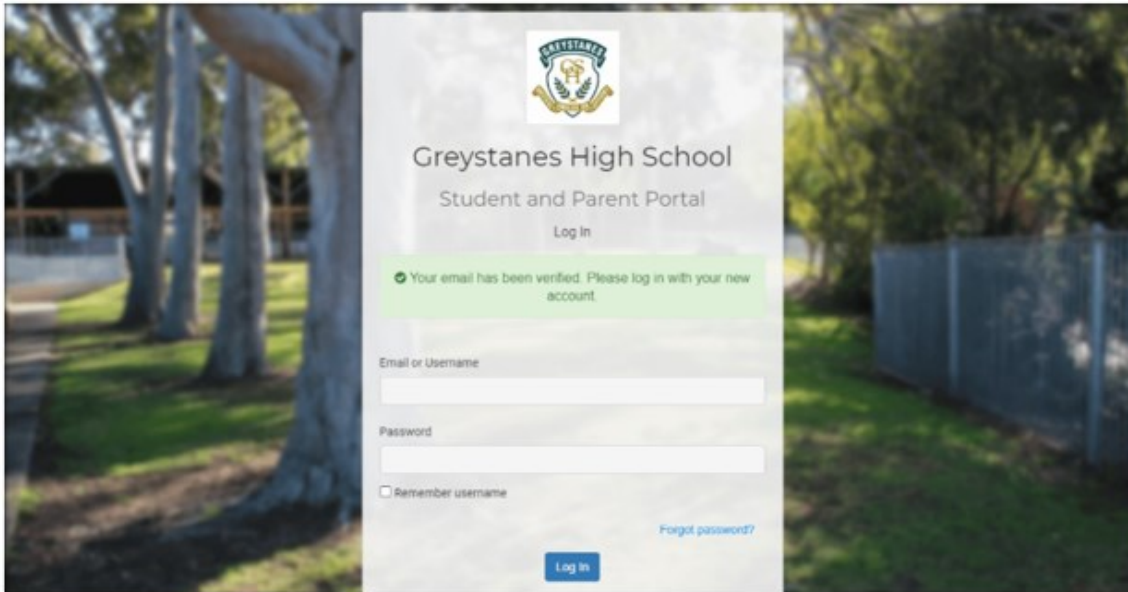 GREYSTANES
Greystanes High School
Student and Parent Portal
Log In
Your email has been verified. Please log in with your new
account.
Email or Username
Password
Remember username
Forgot password?
Log In